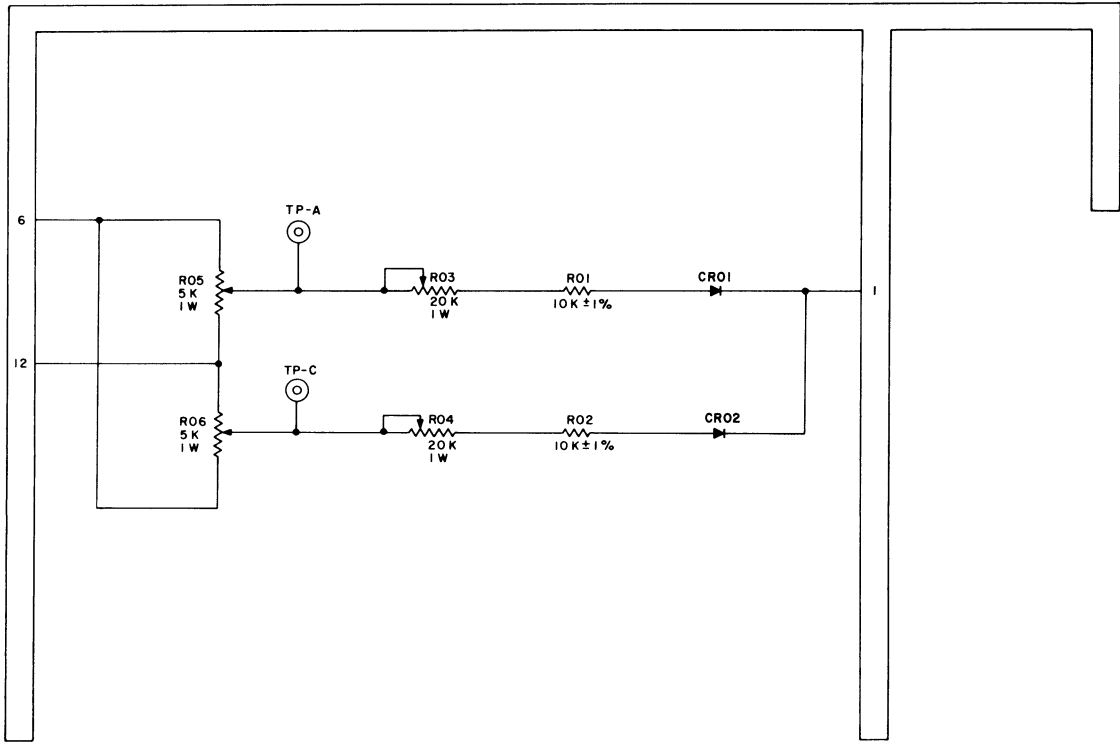 6
TP-A
R05
5K
1W
R03
20K
1W
R01
10K ±1%
CR01
1
12
TP-C
R06
5K
1W
R04
20K
1W
R02
10K ±1%
CR02